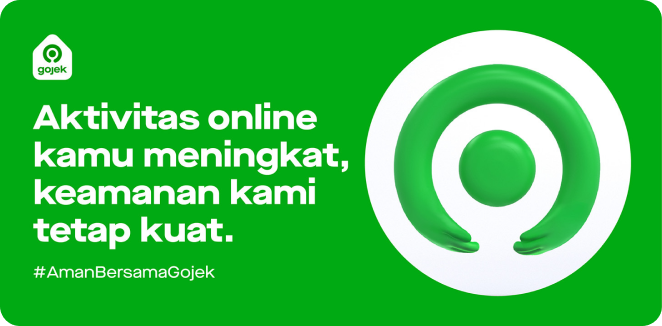 gojek
Aktivitas online
kamu meningkat,
keamanan kami
tetap kuat.
#AmanBersamaGojek